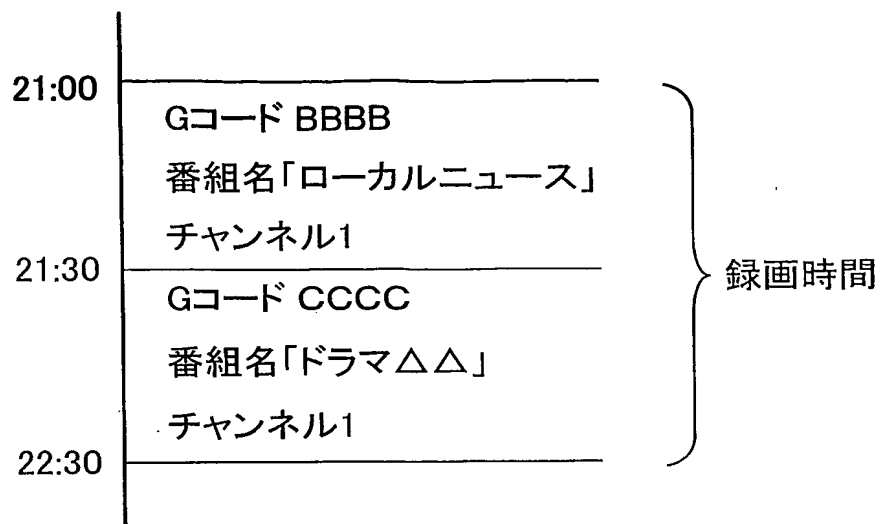 21:00
Gコード BBBB
番組名「ローカルニュース」
チャンネル1
21:30
録画時間
Gコード CCCC
番組名「ドラマ△△」
チャンネル1
22:30